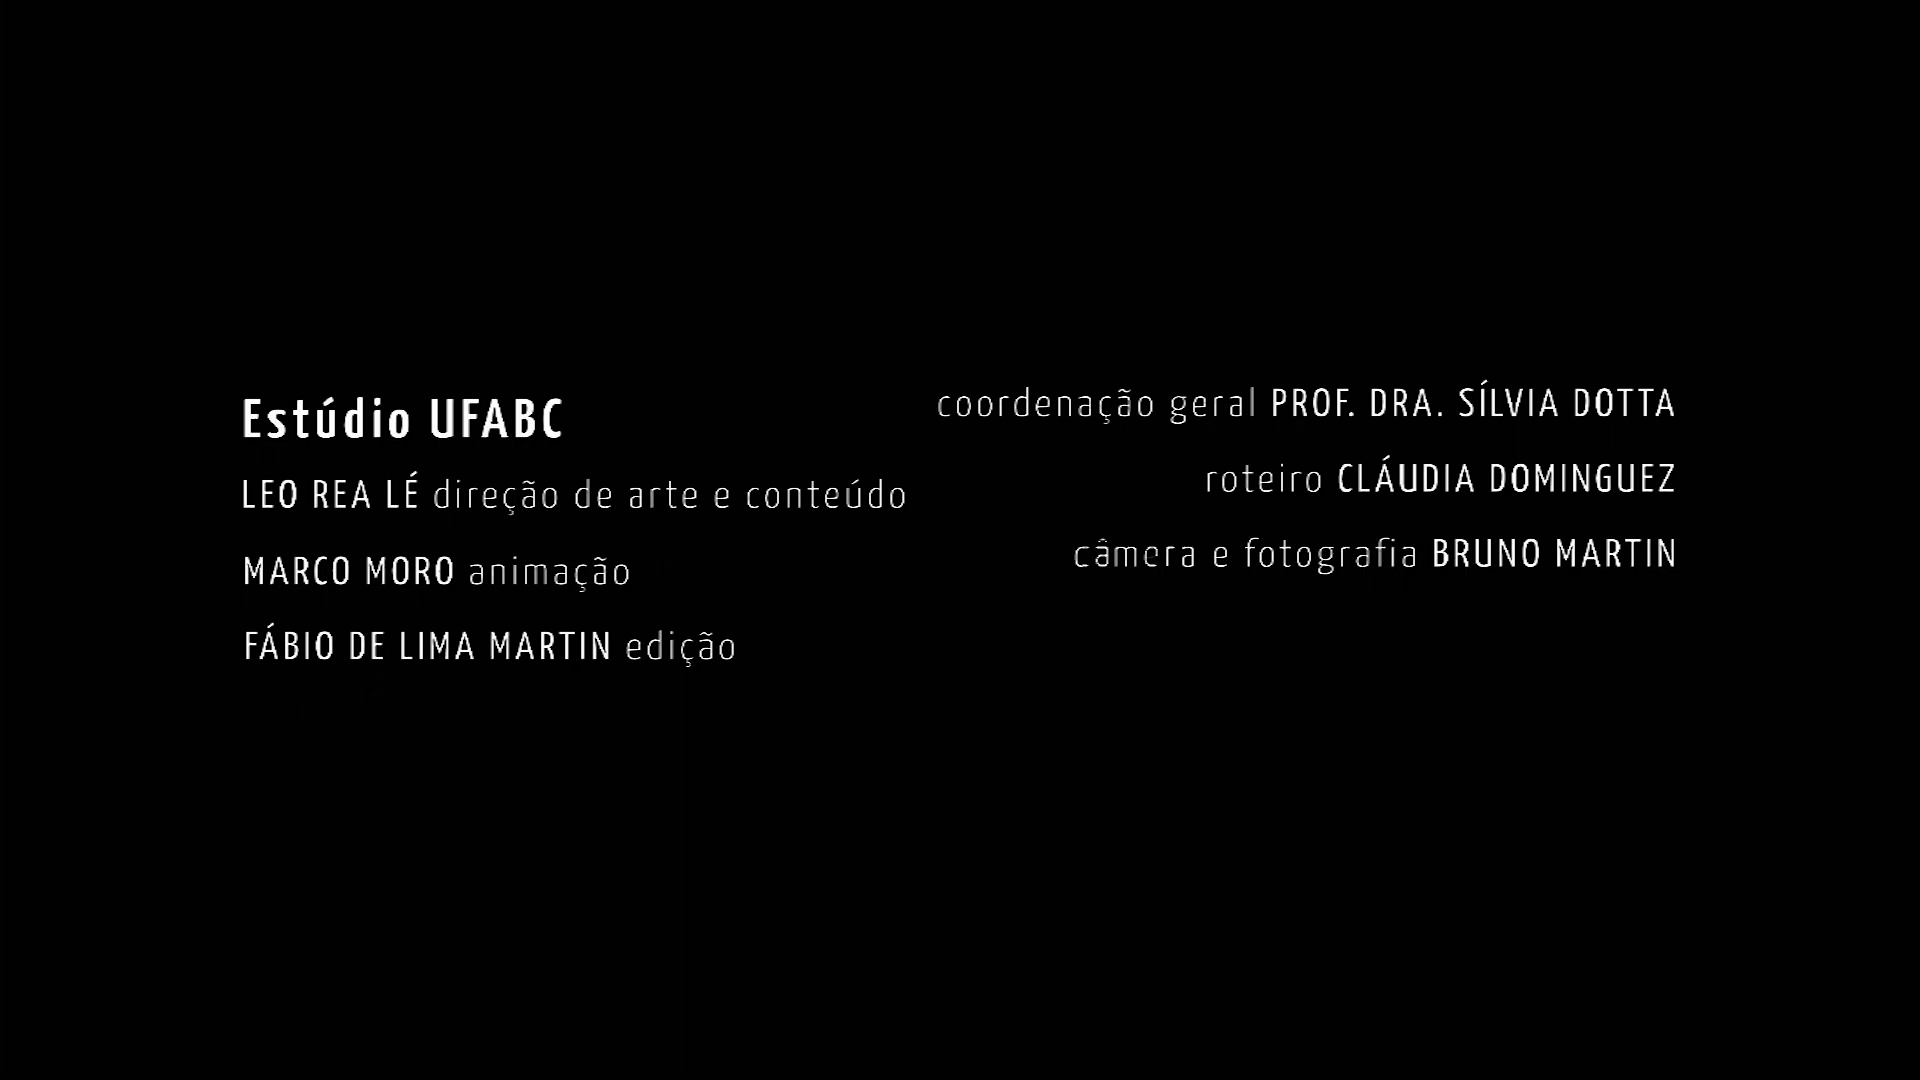 Estúdio UFABC
LEO REA LÉ direção de arte e conteúdo
MARCO MORO animação
FÁBIO DE LIMA MARTIN edição
coordenação geral PROF. DRA. SÍLVIA DOTTA
roteiro CLÁUDIA DOMINGUEZ
câmera e fotografia BRUNO MARTIN